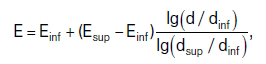 E = E_inf + (E_sup − E_inf) lg(d / d_inf) / lg(d_sup / d_inf),